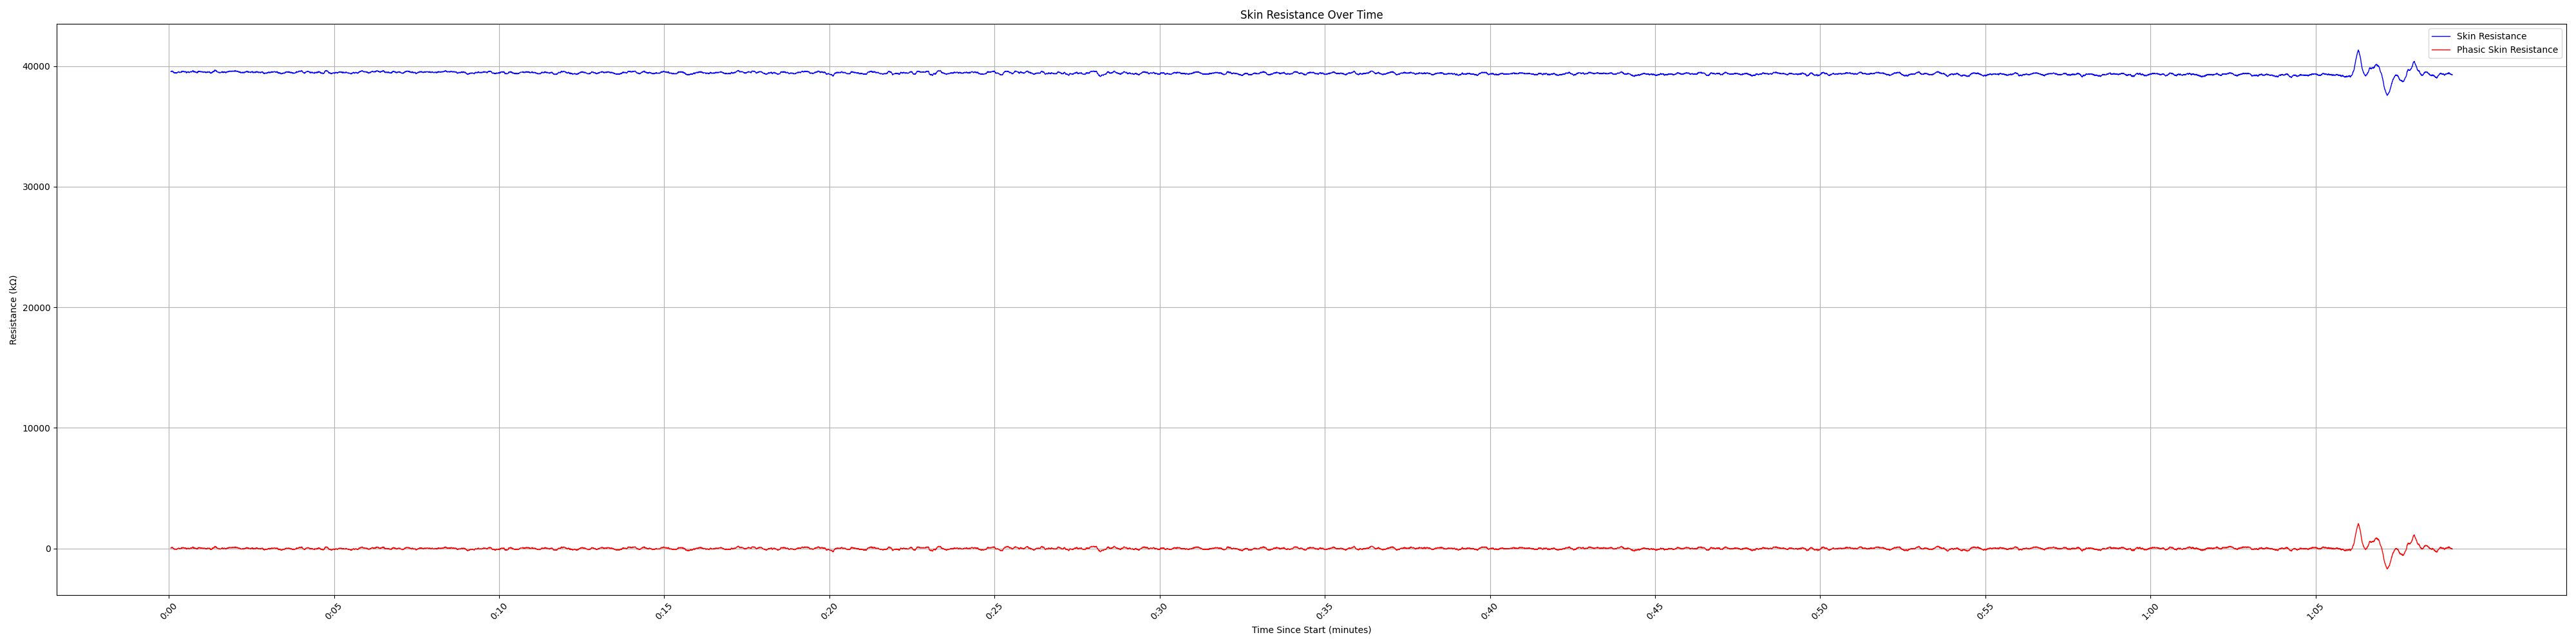 Skin Resistance Over Time
Skin Resistance
Phasic Skin Resistance
Resistance (kΩ)
40000
30000
20000
10000
0
0:00 0:05 0:10 0:15 0:20 0:25 0:30 0:35 0:40 0:45 0:50 0:55 1:00 1:05
Time Since Start (minutes)